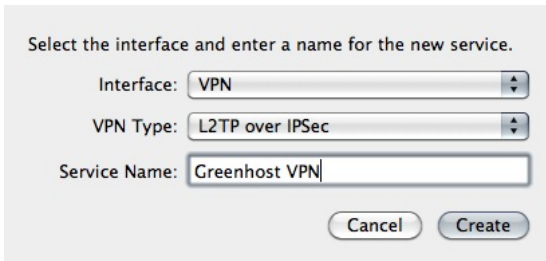 Select the interface and enter a name for the new service.
Interface: VPN
VPN Type: L2TP over IPSec
Service Name: Greenhost VPN
Cancel Create